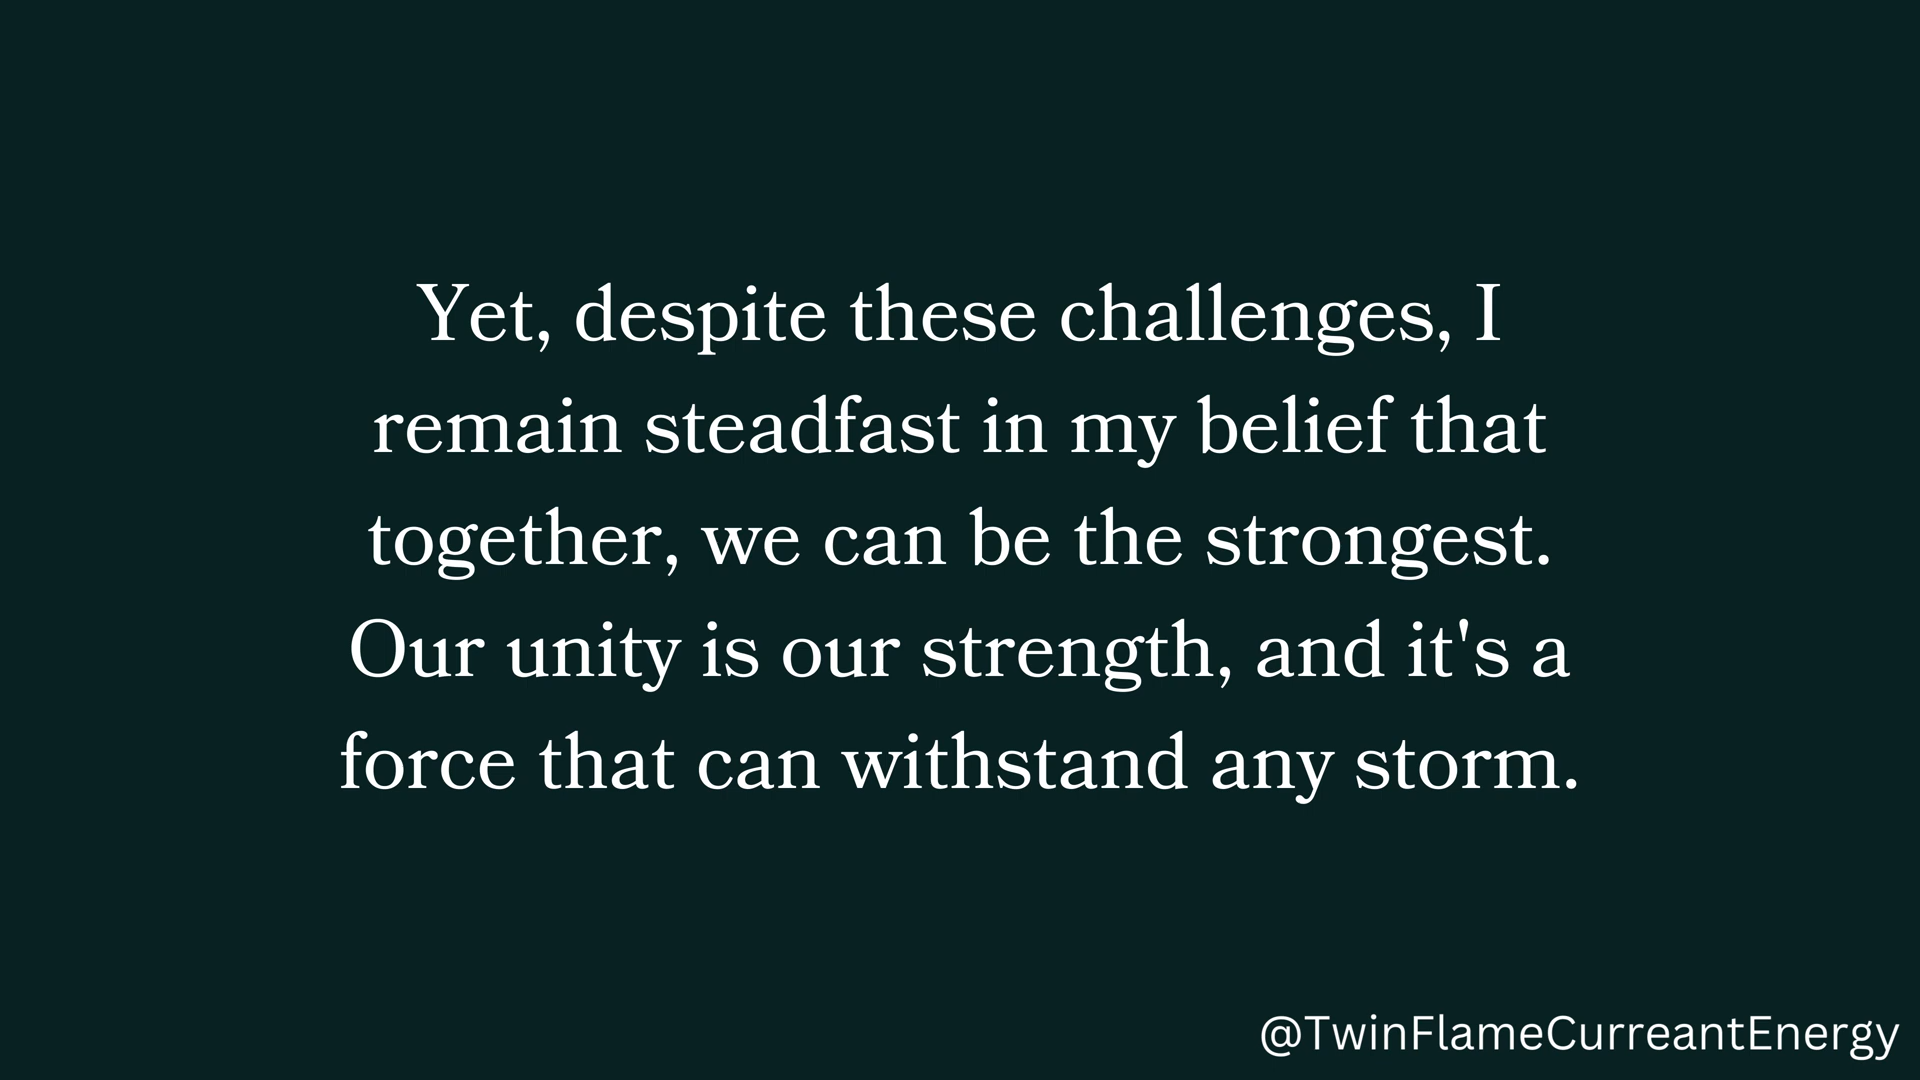 Yet, despite these challenges, I
remain steadfast in my belief that
together, we can be the strongest.
Our unity is our strength, and it's a
force that can withstand any storm.
@TwinFlameCurreantEnergy